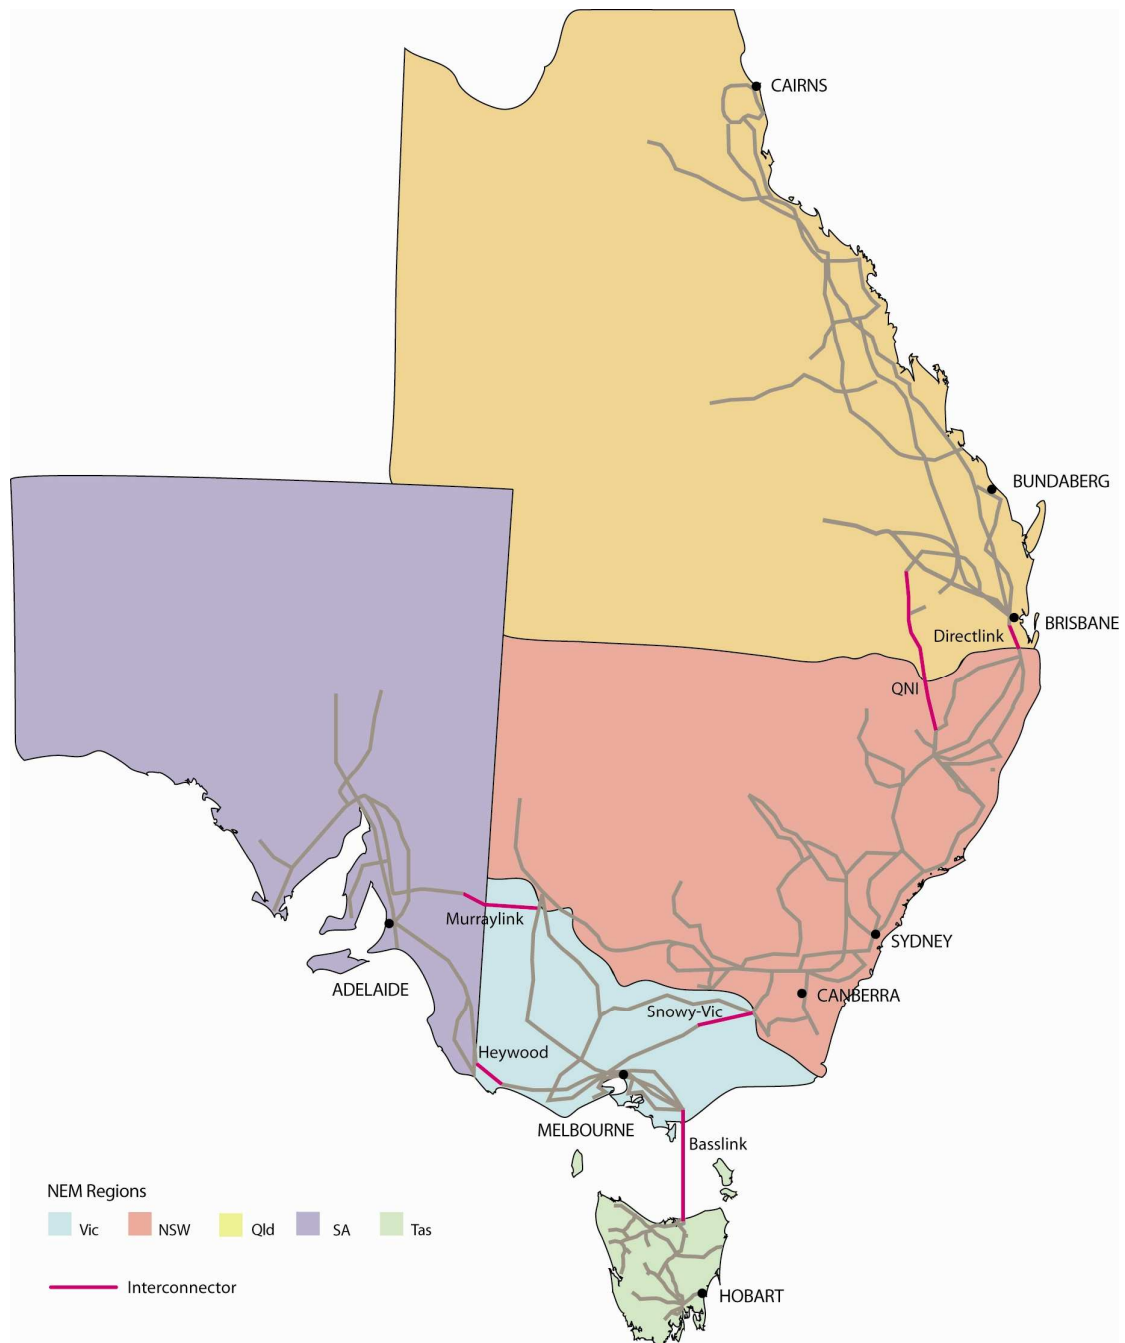 CAIRNS
BUNDABERG
BRISBANE
Directlink
QNI
Murraylink
SYDNEY
ADELAIDE
CANBERRA
Snowy-Vic
Heywood
MELBOURNE
Basslink
NEM Regions
Vic NSW Qld SA Tas
Interconnector
HOBART